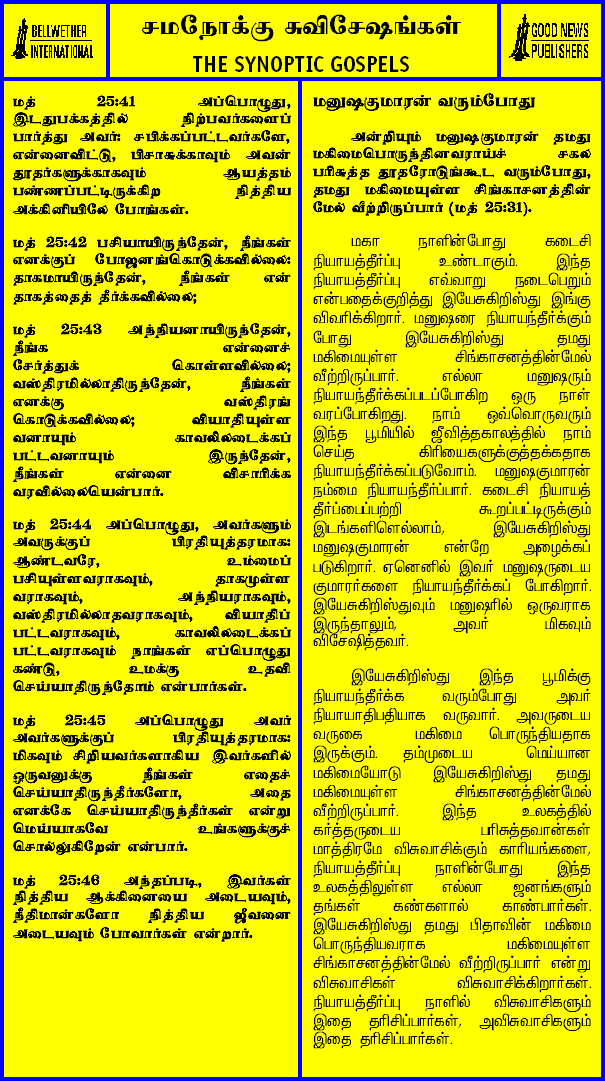 BELLWETHER
INTERNATIONAL
சமநோக்கு சுவிசேஷங்கள்
THE SYNOPTIC GOSPELS
GOOD NEWS
PUBLISHERS
மத் 25:41 அப்பொழுது,
இடதுபக்கத்தில் நிற்பவர்களைப்
பார்த்து அவர்: சபிக்கப்பட்டவர்களே,
என்னைவிட்டு, பிசாசுக்காகவும் அவன்
தூதர்களுக்காகவும் ஆயத்தம்
பண்ணப்பட்டிருக்கிற நித்திய
அக்கினியிலே போங்கள்.
மத் 25:42 பசியாயிருந்தேன், நீங்கள்
எனக்குப் போஜனங்கொடுக்கவில்லை:
தாகமாயிருந்தேன், நீங்கள் என்
தாகத்தைத் தீர்க்கவில்லை;
மத் 25:43 அந்நியனாயிருந்தேன்,
நீங்க என்னைச்
சேர்த்துக் கொள்ளவில்லை;
வஸ்திரமில்லாதிருந்தேன், நீங்கள்
எனக்கு வஸ்திரங்
கொடுக்கவில்லை; வியாதியுள்ள
வனாயும் காவலிலடைக்கப்
பட்டவனாயும் இருந்தேன்,
நீங்கள் என்னை விசாரிக்க
வரவில்லையென்பார்.
மத் 25:44 அப்பொழுது, அவர்களும்
அவருக்குப் பிரதியுத்தரமாக:
ஆண்டவரே, உம்மைப்
பசியுள்ளவராகவும், தாகமுள்ள
வராகவும், அந்நியராகவும்,
வஸ்திரமில்லாதவராகவும், வியாதிப்
பட்டவராகவும், காவலிலடைக்கப்
பட்டவராகவும் நாங்கள் எப்பொழுது
கண்டு, உமக்கு உதவி
செய்யாதிருந்தோம் என்பார்கள்.
மத் 25:45 அப்பொழுது அவர்
அவர்களுக்குப் பிரதியுத்தரமாக:
மிகவும் சிறியவர்களாகிய இவர்களில்
ஒருவனுக்கு நீங்கள் எதைச்
செய்யாதிருந்தீர்களோ, அதை
எனக்கே செய்யாதிருந்தீர்கள் என்று
மெய்யாகவே உங்களுக்குச்
சொல்லுகிறேன் என்பார்.
மத் 25:46 அந்தப்படி, இவர்கள்
நித்திய ஆக்கினையை அடையவும்,
நீதிமான்களோ நித்திய ஜீவனை
அடையவும் போவார்கள் என்றார்.
மனுஷகுமாரன் வரும்போது
அன்றியும் மனுஷகுமாரன் தமது
மகிமைபொருந்தினவராய்ச் சகல
பரிசுத்த தூதரோடுங்கூட வரும்போது,
தமது மகிமையுள்ள சிங்காசனத்தின்
மேல் வீற்றிருப்பார் (மத் 25:31).
மகா நாளின்போது கடைசி
நியாயத்தீர்ப்பு உண்டாகும். இந்த
நியாயத்தீர்ப்பு எவ்வாறு நடைபெறும்
என்பதைக்குறித்து இயேசுகிறிஸ்து இங்கு
விவரிக்கிறார். மனுஷரை நியாயந்தீர்க்கும்
போது இயேசுகிறிஸ்து தமது
மகிமையுள்ள சிங்காசனத்தின்மேல்
வீற்றிருப்பார். எல்லா மனுஷரும்
நியாயந்தீர்க்கப்படப்போகிற ஒரு நாள்
வரப்போகிறது. நாம் ஒவ்வொருவரும்
இந்த பூமியில் ஜீவித்தகாலத்தில் நாம்
செய்த கிரியைகளுக்குத்தக்கதாக
நியாயந்தீர்க்கப்படுவோம். மனுஷகுமாரன்
நம்மை நியாயந்தீர்ப்பார். கடைசி நியாயத்
தீர்ப்பைப்பற்றி கூறப்பட்டிருக்கும்
இடங்களிளெல்லாம், இயேசுகிறிஸ்து
மனுஷகுமாரன் என்றே அழைக்கப்
படுகிறார். ஏனெனில் இவர் மனுஷருடைய
குமாரர்களை நியாயந்தீர்க்கப் போகிறார்.
இயேசுகிறிஸ்துவும் மனுஷரில் ஒருவராக
இருந்தாலும், அவர் மிகவும்
விசேஷித்தவர்.
இயேசுகிறிஸ்து இந்த பூமிக்கு
நியாயந்தீர்க்க வரும்போது அவர்
நியாயாதிபதியாக வருவார். அவருடைய
வருகை மகிமை பொருந்தியதாக
இருக்கும். தம்முடைய மெய்யான
மகிமையோடு இயேசுகிறிஸ்து தமது
மகிமையுள்ள சிங்காசனத்தின்மேல்
வீற்றிருப்பார். இந்த உலகத்தில்
கர்த்தருடைய பரிசுத்தவான்கள்
மாத்திரமே விசுவாசிக்கும் காரியங்களை,
நியாயத்தீர்ப்பு நாளின்போது இந்த
உலகத்திலுள்ள எல்லா ஜனங்களும்
தங்கள் கண்களால் காண்பார்கள்.
இயேசுகிறிஸ்து தமது பிதாவின் மகிமை
பொருந்தியவராக மகிமையுள்ள
சிங்காசனத்தின்மேல் வீற்றிருப்பார் என்று
விசுவாசிகள் விசுவாசிக்கிறார்கள்.
நியாயத்தீர்ப்பு நாளில் விசுவாசிகளும்
இதை தரிசிப்பார்கள், அவிசுவாசிகளும்
இதை தரிசிப்பார்கள்.